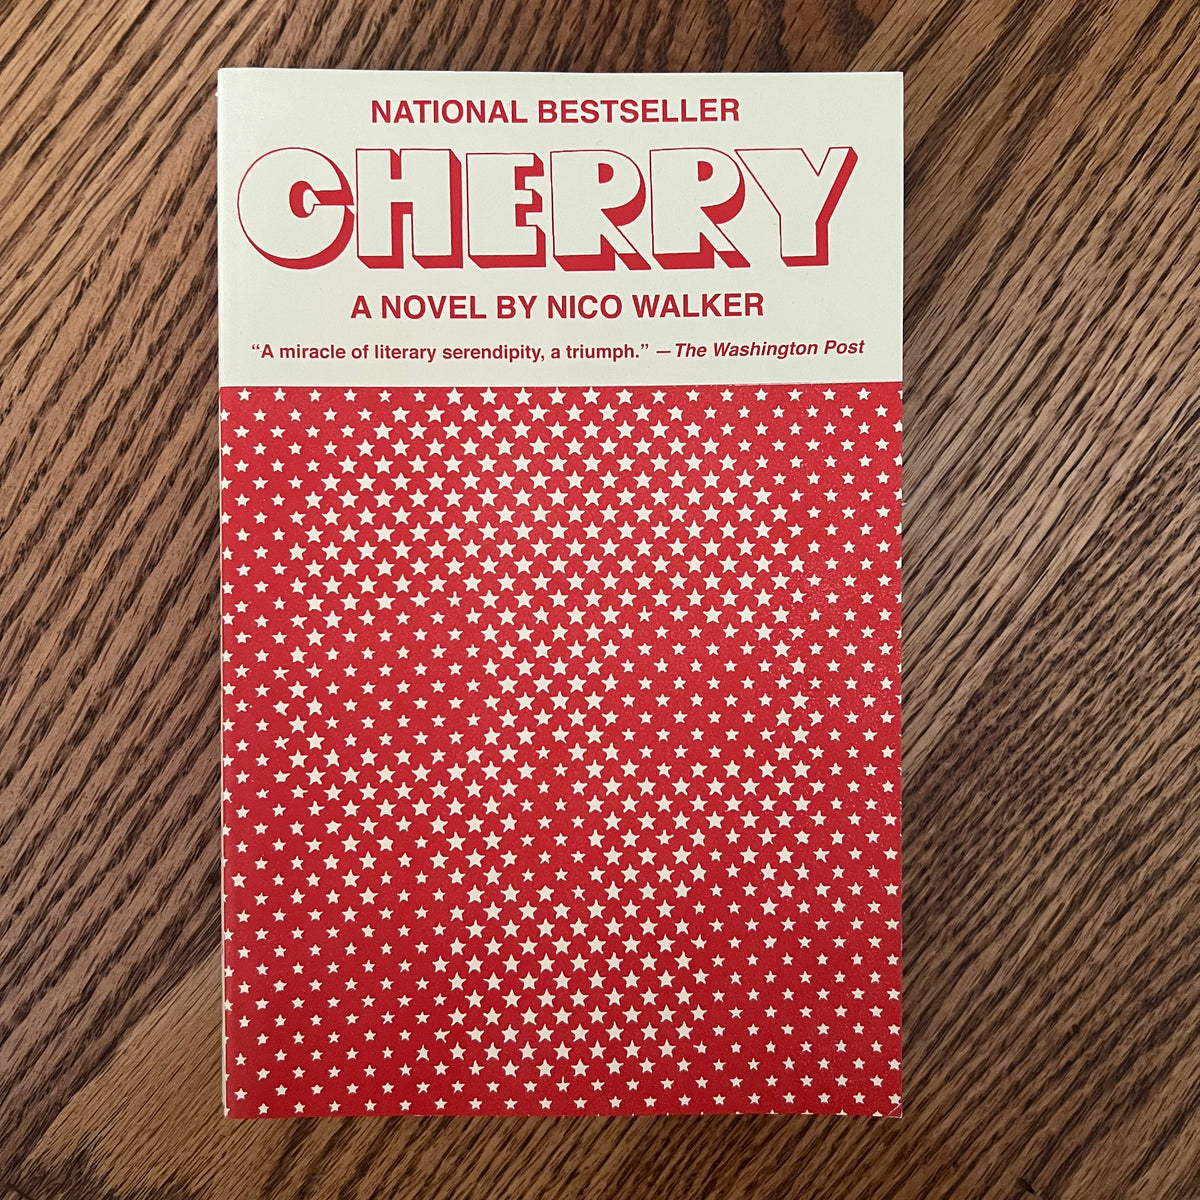 NATIONAL BESTSELLER
CHERRY
A NOVEL BY NICO WALKER
“A miracle of literary serendipity, a triumph.” —The Washington Post